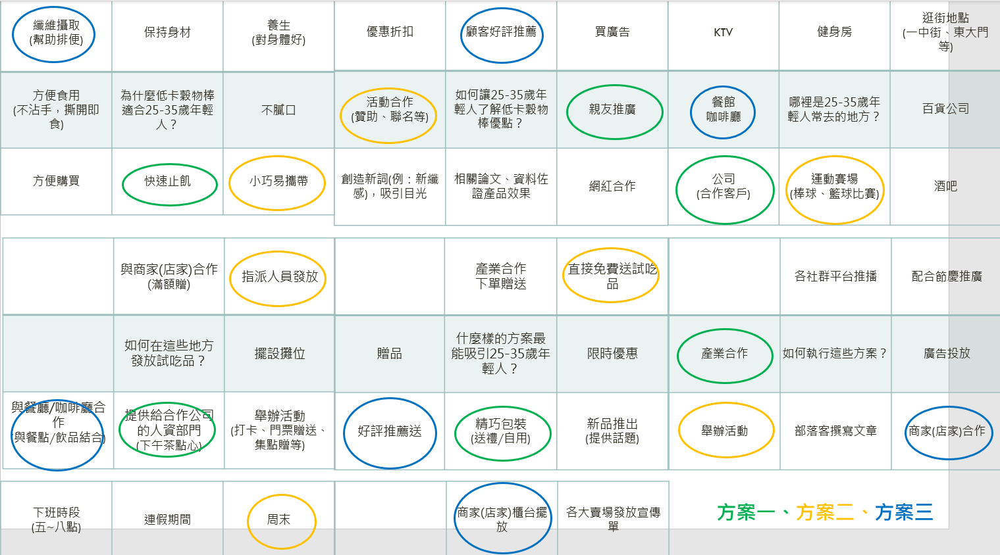 纖維攝取
(幫助排便)
保持身材
養生
(對身體好)
優惠折扣
顧客好評推薦
買廣告
KTV
健身房
逛街地點
(一中街、東大門
等)
方便食用
(不沾手，撕開即
食)
為什麼低卡穀物棒
適合25-35歲年輕
人？
不膩口
活動合作
(贊助、聯名等)
如何讓25-35歲年
輕人了解低卡穀物
棒優點？
親友推廣
餐館
咖啡廳
哪裡是25-35歲年
輕人常去的地方？
百貨公司
方便購買
快速止飢
小巧易攜帶
創造新詞(例：新纖
感)，吸引目光
相關論文、資料佐
證產品效果
網紅合作
公司
(合作客戶)
運動賽場
(棒球、籃球比賽)
酒吧
與商家(店家)合作
(滿額贈)
指派人員發放
產業合作
下單贈送
直接免費送試吃
品
各社群平台推播
配合節慶推廣
如何在這些地方
發放試吃品？
擺設攤位
贈品
什麼樣的方案最
能吸引25-35歲年
輕人？
限時優惠
產業合作
如何執行這些方案？
廣告投放
與餐廳/咖啡廳合
作
(與餐點/飲品結合)
提供給合作公司
的人資部門
(下午茶點心)
舉辦活動
(打卡、門票贈送、
集點贈等)
好評推薦送
精巧包裝
(送禮/自用)
新品推出
(提供話題)
舉辦活動
部落客撰寫文章
商家(店家)合作
下班時段
(五~八點)
連假期間
周末
商家(店家)櫃台擺
放
各大賣場發放宣傳
單
方案一、方案二、方案三